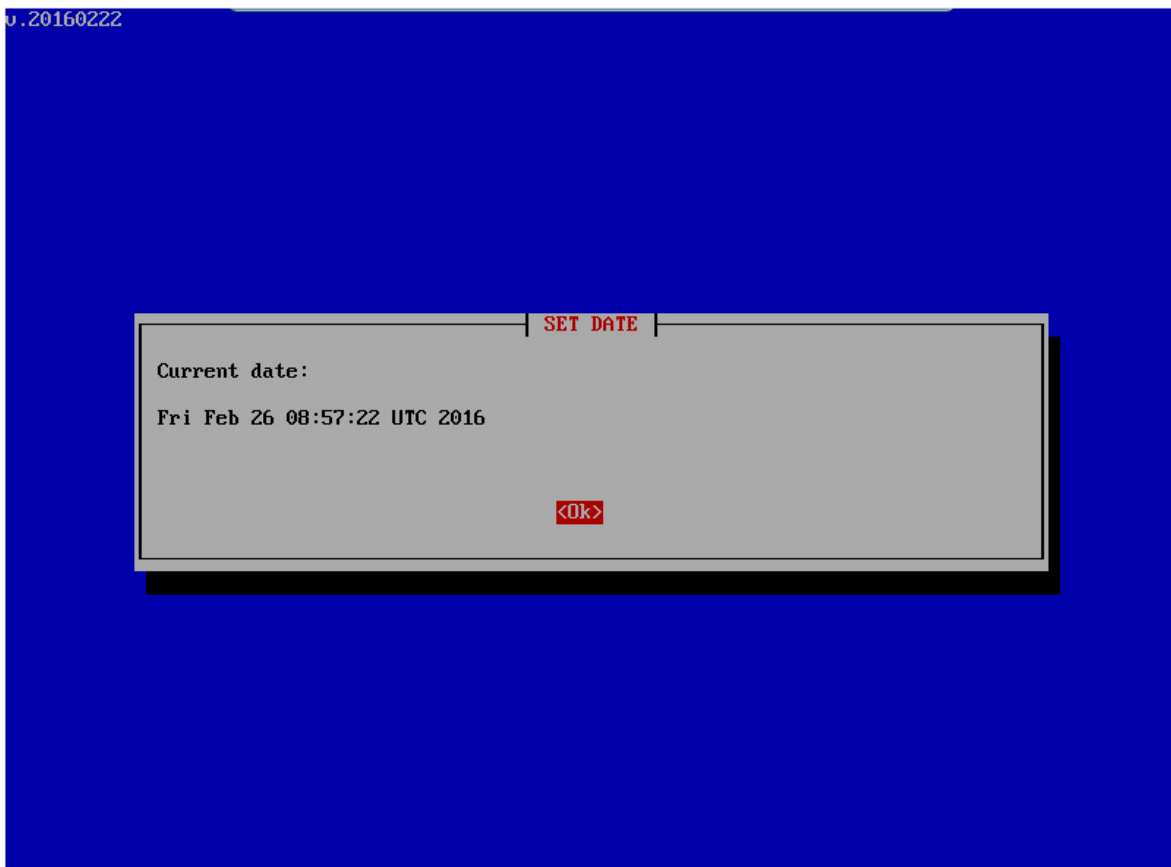 v.20160222
SET DATE
Current date:
Fri Feb 26 08:57:22 UTC 2016
<Ok>